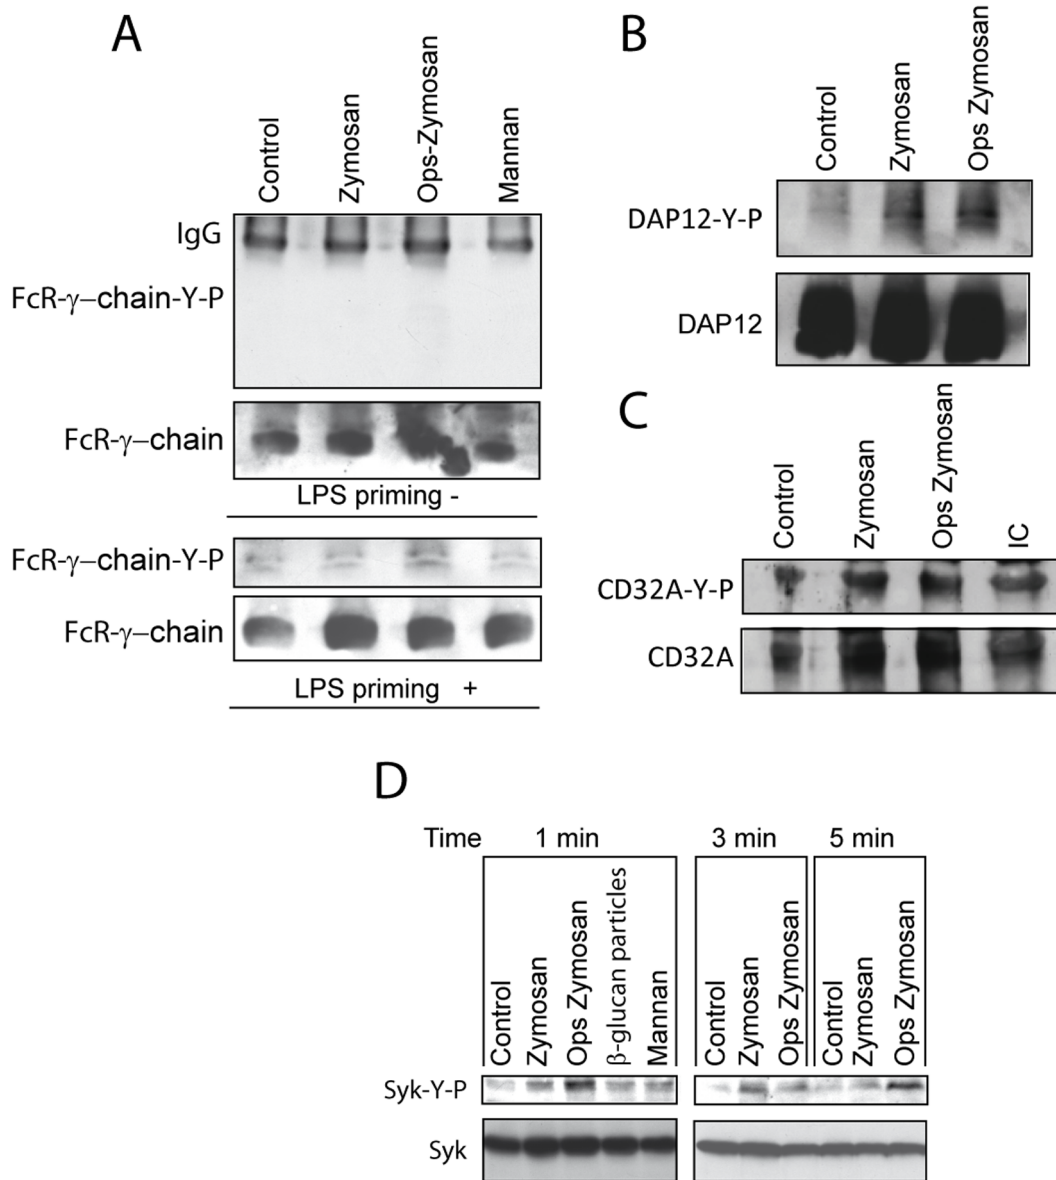 A
Control
Zymosan
Ops-Zymosan
Mannan
IgG
FcR-γ-chain-Y-P
FcR-γ-chain
LPS priming -
FcR-γ-chain-Y-P
FcR-γ-chain
LPS priming +
B
Control
Zymosan
Ops Zymosan
DAP12-Y-P
DAP12
C
Control
Zymosan
Ops Zymosan
IC
CD32A-Y-P
CD32A
D
Time 1 min 3 min 5 min
Control
Zymosan
Ops Zymosan
β-glucan particles
Mannan
Control
Zymosan
Ops Zymosan
Control
Zymosan
Ops Zymosan
Syk-Y-P
Syk